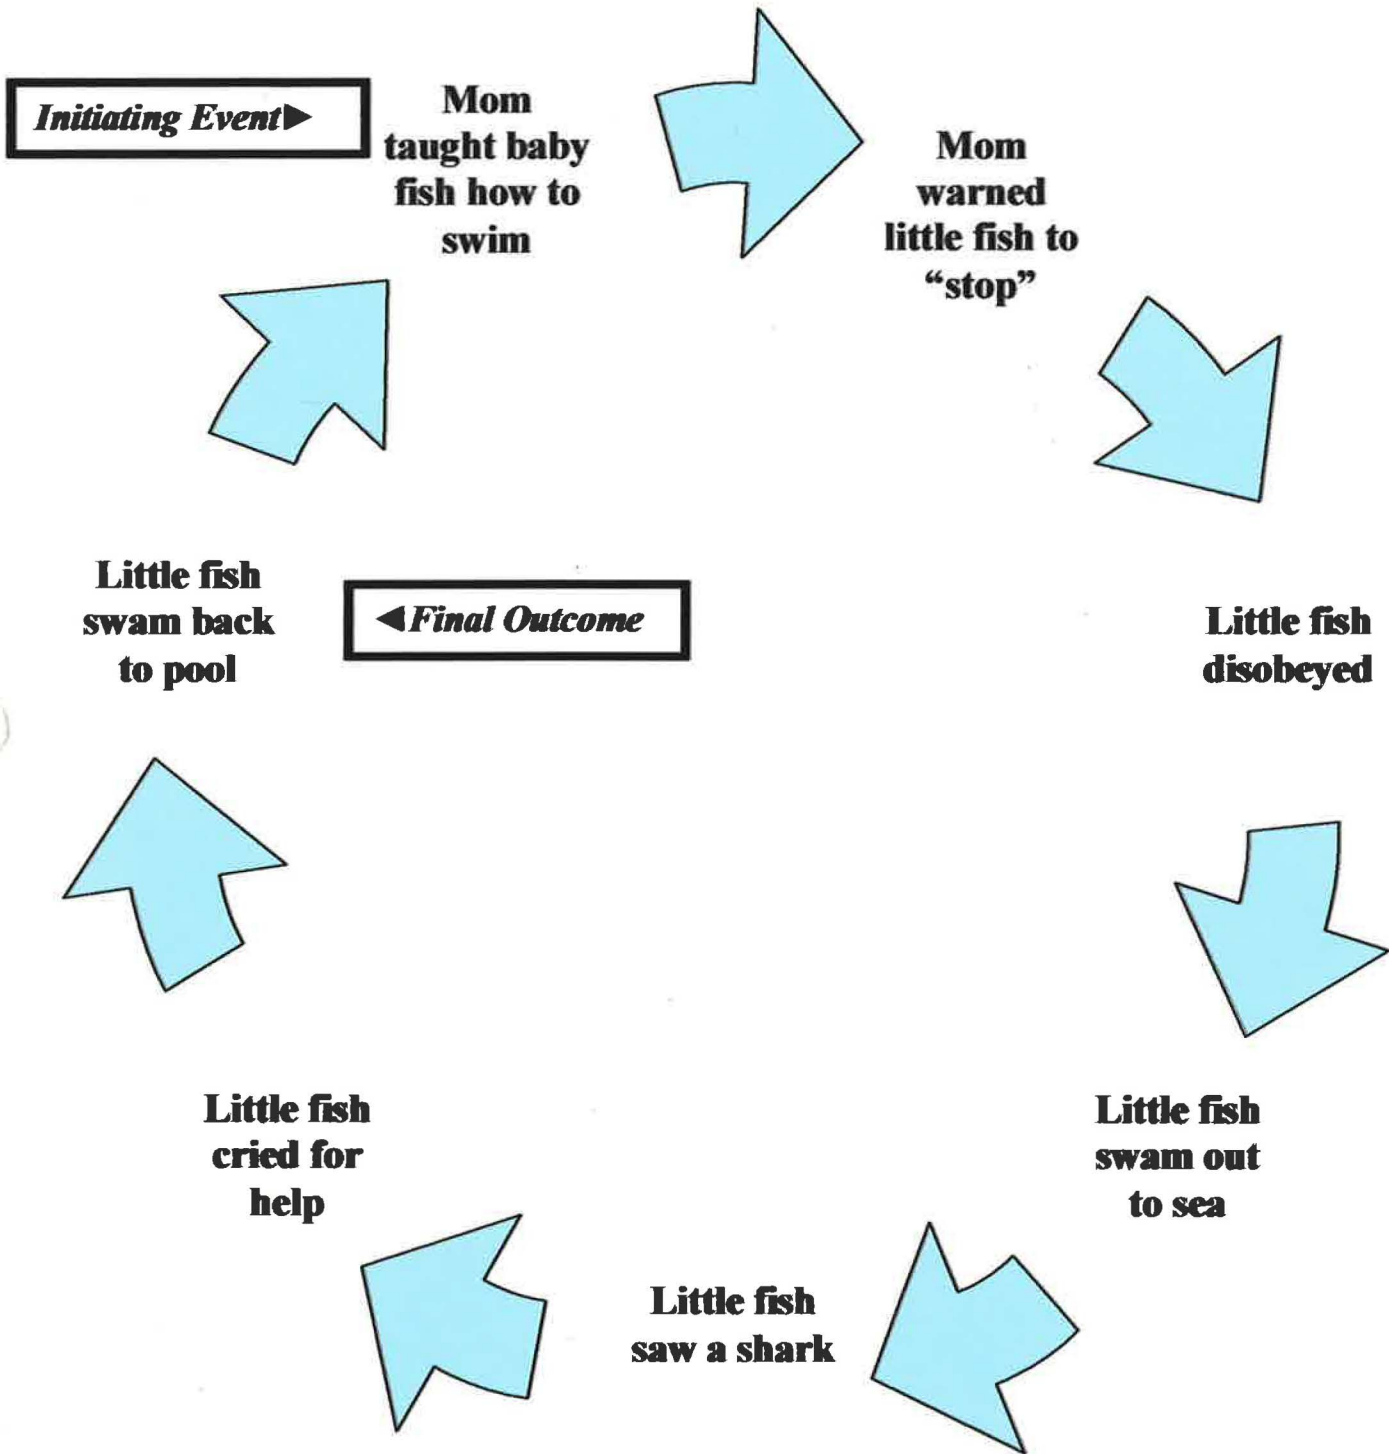 Initiating Event►
Mom
taught baby
fish how to
swim
Mom
warned
little fish to
“stop”
Little fish
disobeyed
Little fish
swam out
to sea
Little fish
saw a shark
Little fish
cried for
help
Little fish
swam back
to pool
◄Final Outcome